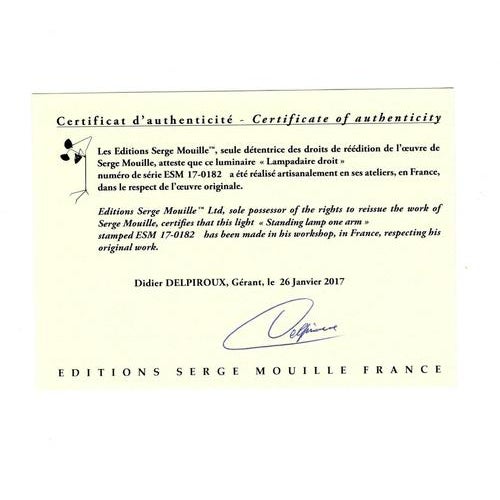 Certificat d'authenticité - Certificate of authenticity
Les Editions Serge Mouille™, seule détentrice des droits de réédition de l'œuvre de
Serge Mouille, atteste que ce luminaire « Lampadaire droit »
numéro de série ESM 17-0182 a été réalisé artisanalement en ses ateliers, en France,
dans le respect de l'œuvre originale.
Editions Serge Mouille™ Ltd, sole possessor of the rights to reissue the work of
Serge Mouille, certifies that this light « Standing lamp one arm »
stamped ESM 17-0182 has been made in his workshop, in France, respecting his
original work.
Didier DELPIROUX, Gérant, le 26 Janvier 2017
Delpiroux
EDITIONS SERGE MOUILLE FRANCE